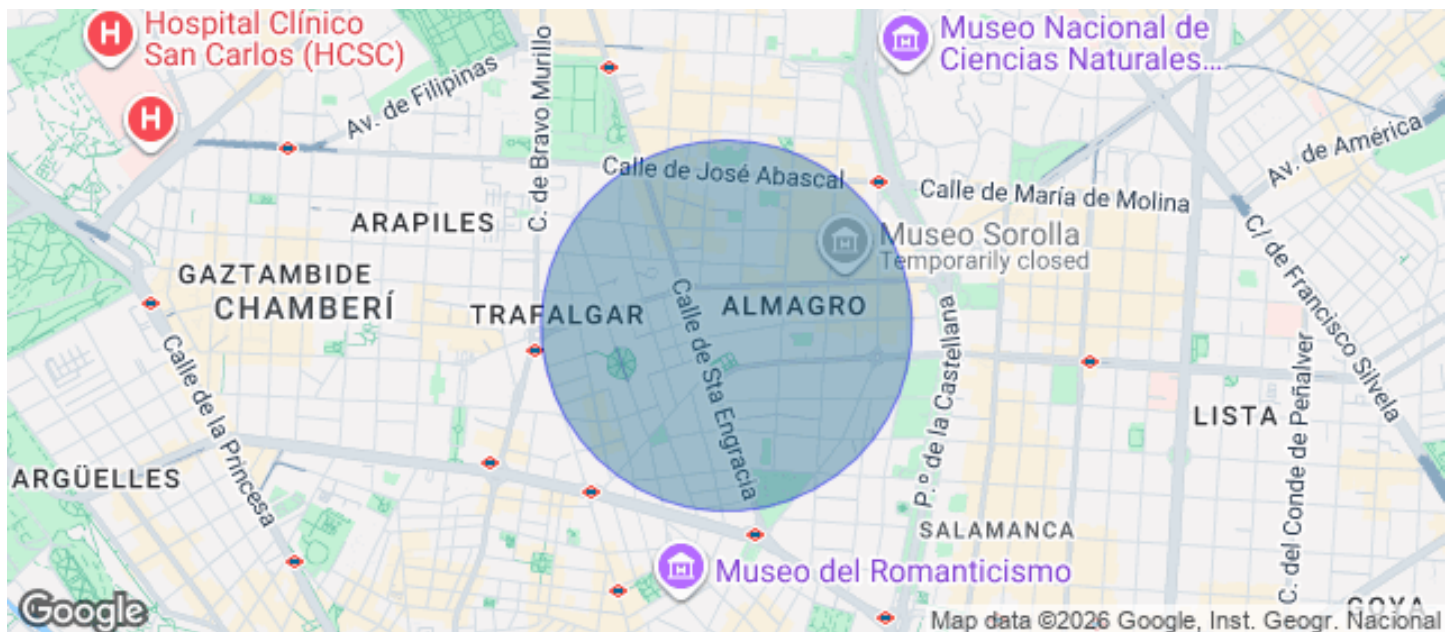 Hospital Clínico
San Carlos (HCSC)
Museo Nacional de
Ciencias Naturales...
H
H
Av. de Filipinas
C. de Bravo Murillo
Av. de América
Calle de José Abascal
Calle de María de Molina
ARAPILES
Museo Sorolla
Temporarily closed
GAZTAMBIDE
CHAMBERÍ
TRAFALGAR
ALMAGRO
Calle de Sta Engracia
P.º de la Castellana
C/ de Francisco Silvela
Calle de la Princesa
C. del Conde de Peñalver
LISTA
ARGÜELLES
SALAMANCA
Museo del Romanticismo
GOYA
Google
Map data ©2026 Google, Inst. Geogr. Nacional